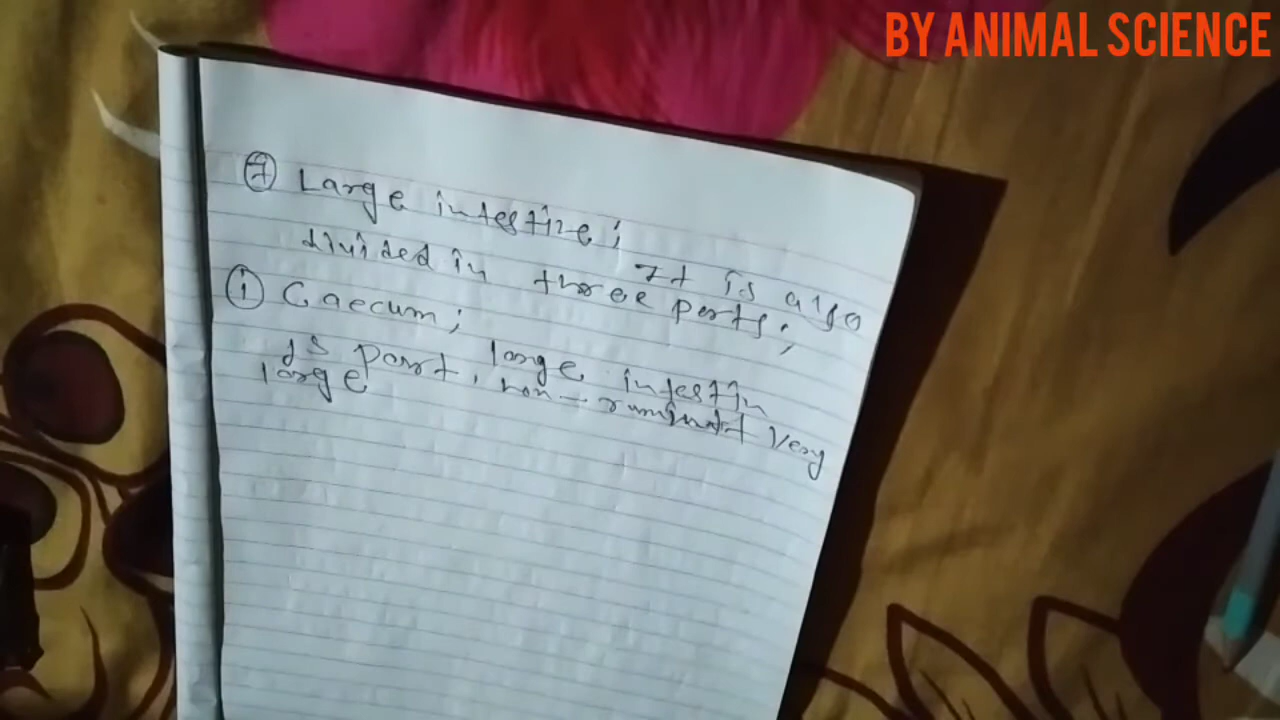 BY ANIMAL SCIENCE
⑦ Large intestine;
It is also
divided in three parts;
① Caecum;
Is part, large intestin
non-ruminat very
large